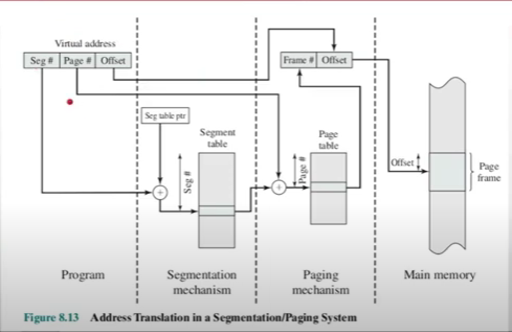 Virtual address
Seg # Page # Offset
Frame # Offset
Seg table ptr
Segment
table
Page
table
Seg #
Page #
Offset
Page
frame
Program
Segmentation
mechanism
Paging
mechanism
Main memory
Figure 8.13 Address Translation in a Segmentation/Paging System